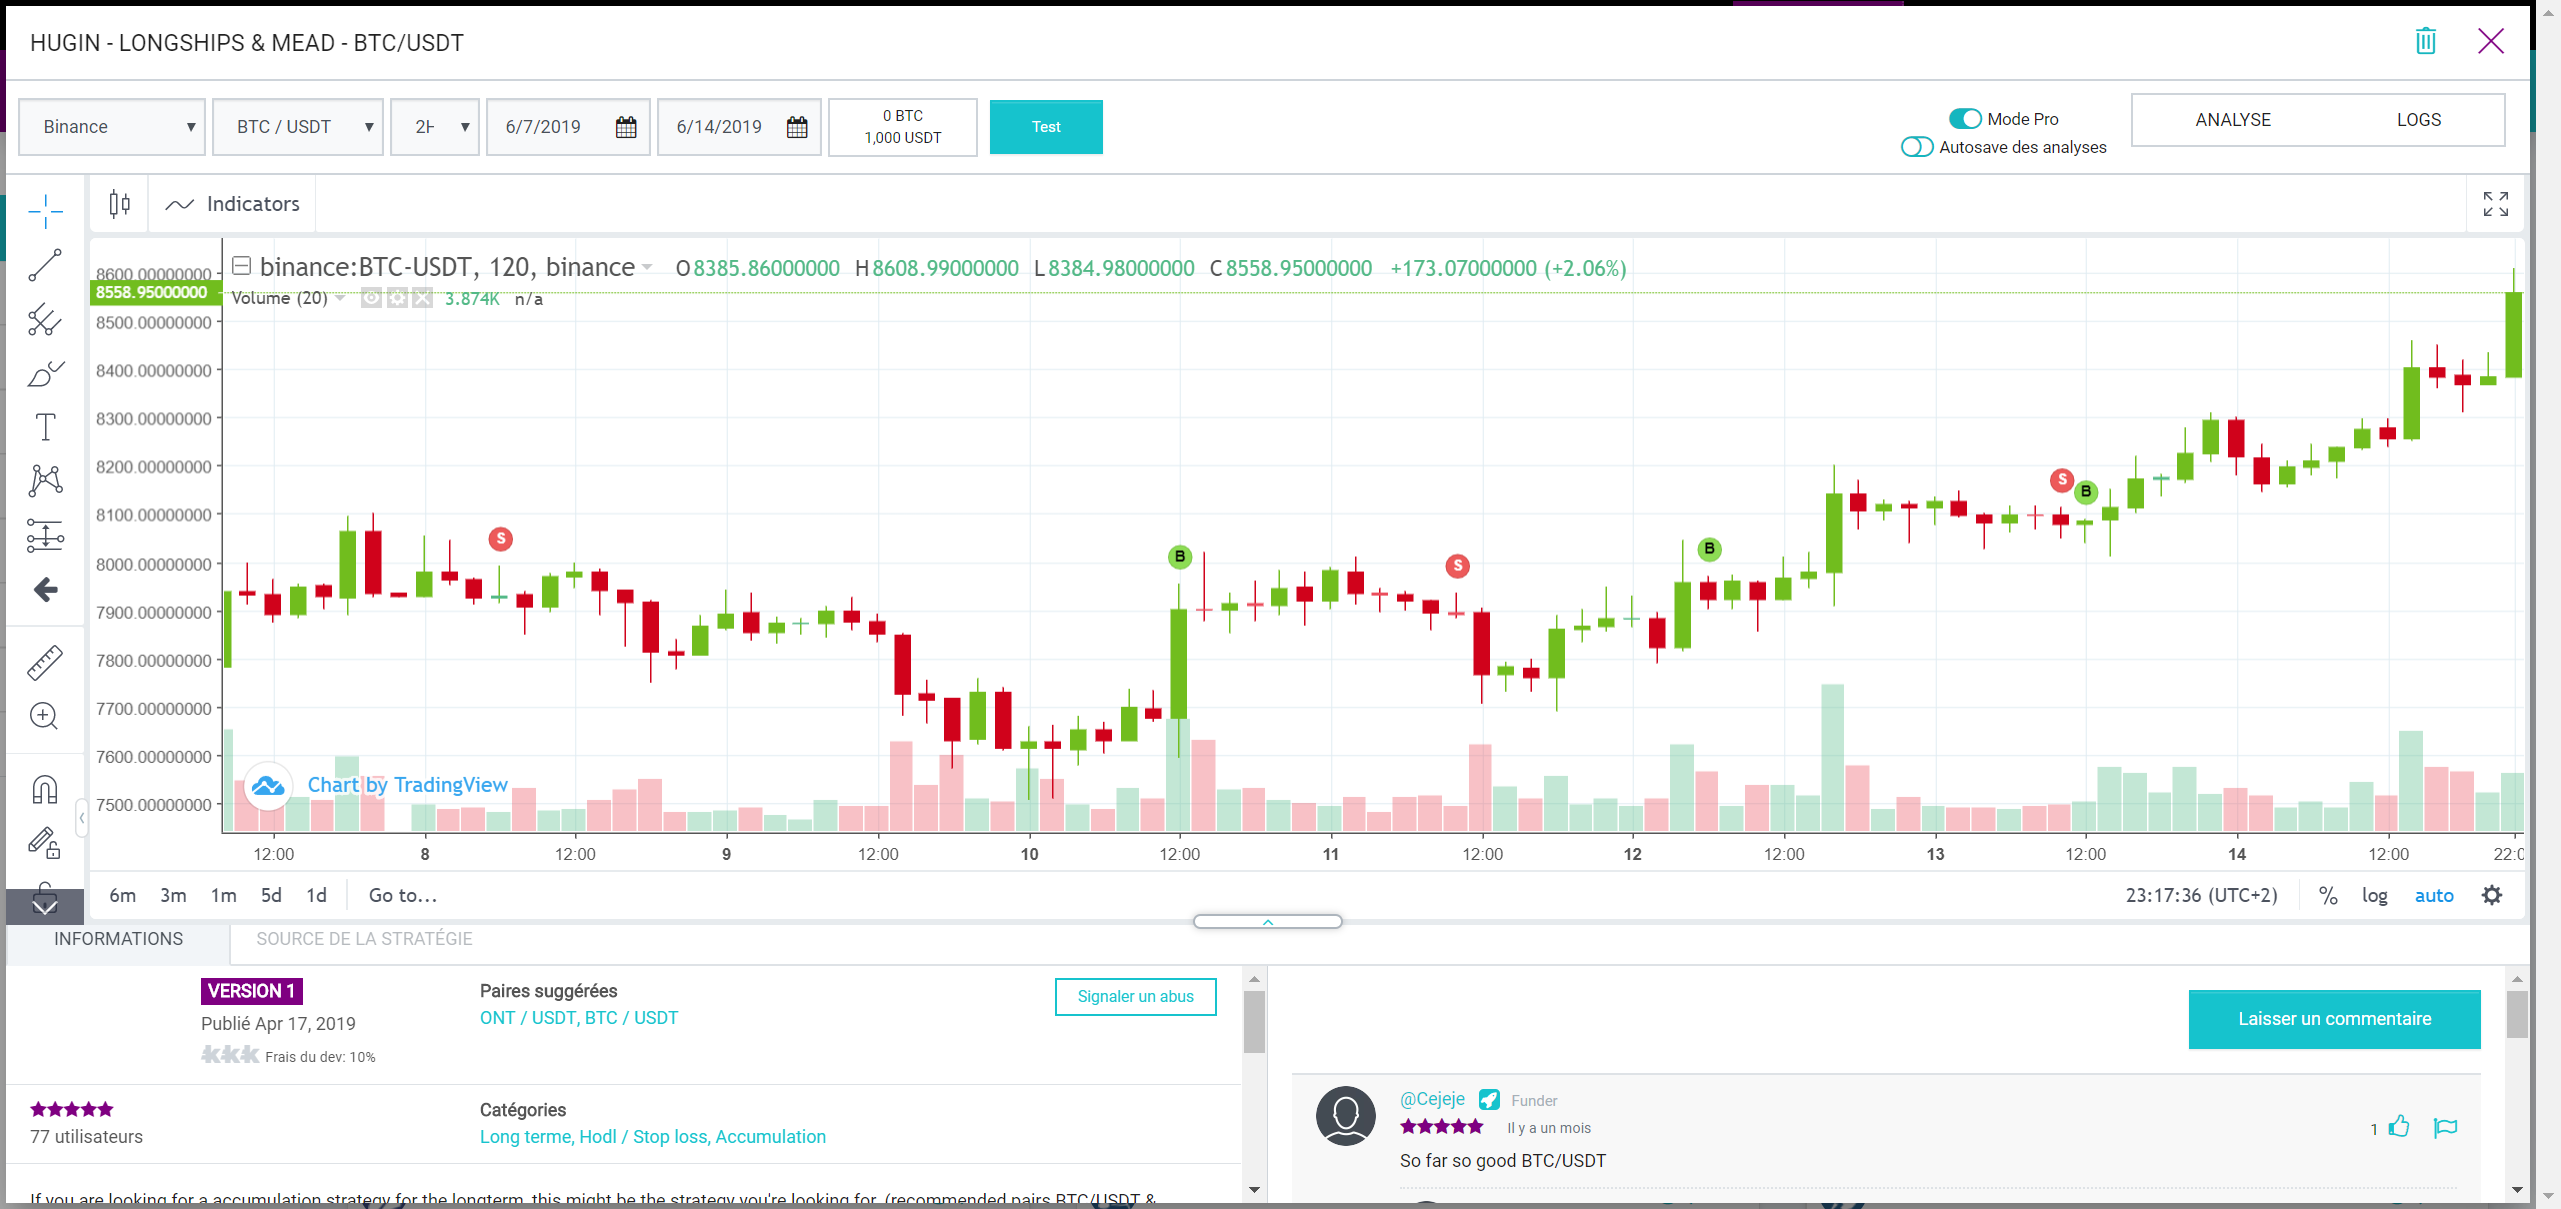 HUGIN - LONGSHIPS & MEAD - BTC/USDT
Binance ▼ BTC / USDT ▼ 2H ▼ 6/7/2019 6/14/2019
0 BTC
1,000 USDT
Test
Mode Pro
Autosave des analyses
ANALYSE LOGS
Indicators
binance:BTC-USDT, 120, binance O8385.86000000 H8608.99000000 L8384.98000000 C8558.95000000 +173.07000000 (+2.06%)
Volume (20) 3.874K n/a
8600.00000000
8558.95000000
8500.00000000
8400.00000000
8300.00000000
8200.00000000
8100.00000000
8000.00000000
7900.00000000
7800.00000000
7700.00000000
7600.00000000
7500.00000000
S
B
S
B
S
B
Chart by TradingView
12:00 8 12:00 9 12:00 10 12:00 11 12:00 12 12:00 13 12:00 14 12:00 22:0
6m 3m 1m 5d 1d Go to...
23:17:36 (UTC+2) % log auto
INFORMATIONS SOURCE DE LA STRATÉGIE
VERSION 1
Publié Apr 17, 2019
Frais du dev: 10%
Paires suggérées
ONT / USDT, BTC / USDT
Signaler un abus
77 utilisateurs
Catégories
Long terme, Hodl / Stop loss, Accumulation
If you are looking for a accumulation strategy for the longterm, this might be the strategy you're looking for. (recommended pairs BTC/USDT &
Laisser un commentaire
@Cejeje Funder
Il y a un mois
1
So far so good BTC/USDT